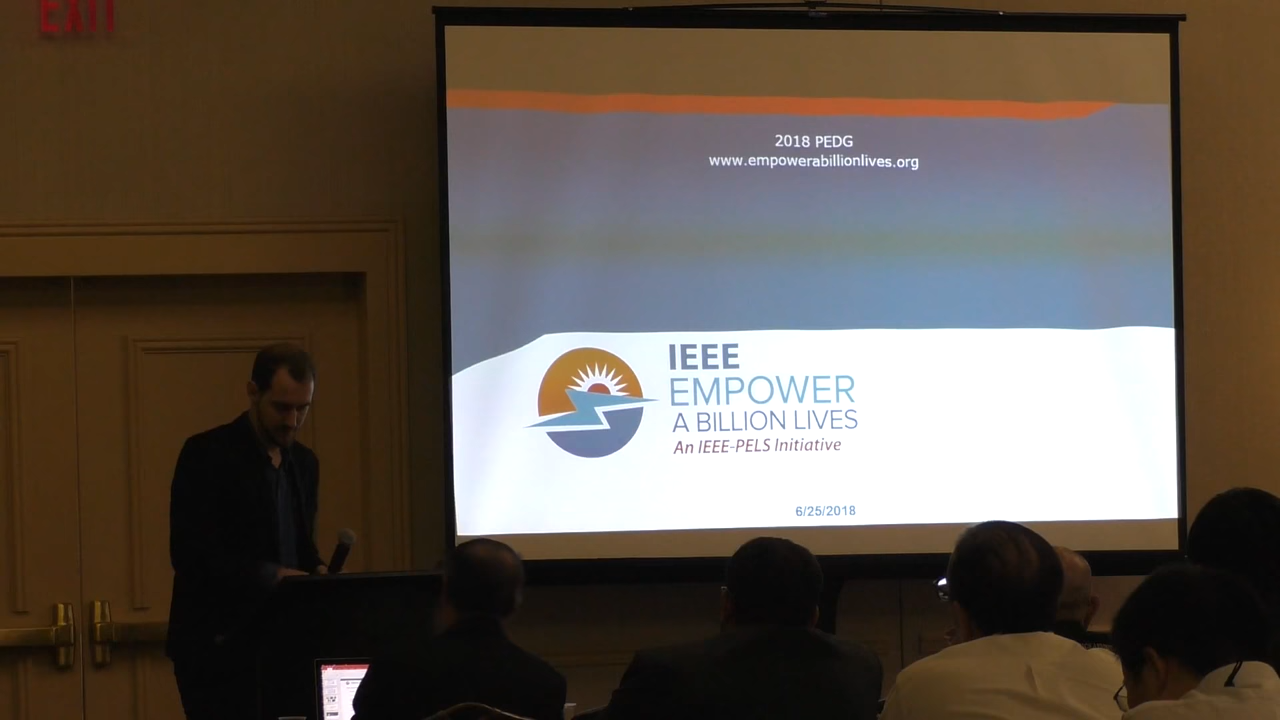 EXIT
2018 PEDG
www.empowerabillionlives.org
IEEE
EMPOWER
A BILLION LIVES
An IEEE-PELS Initiative
6/25/2018